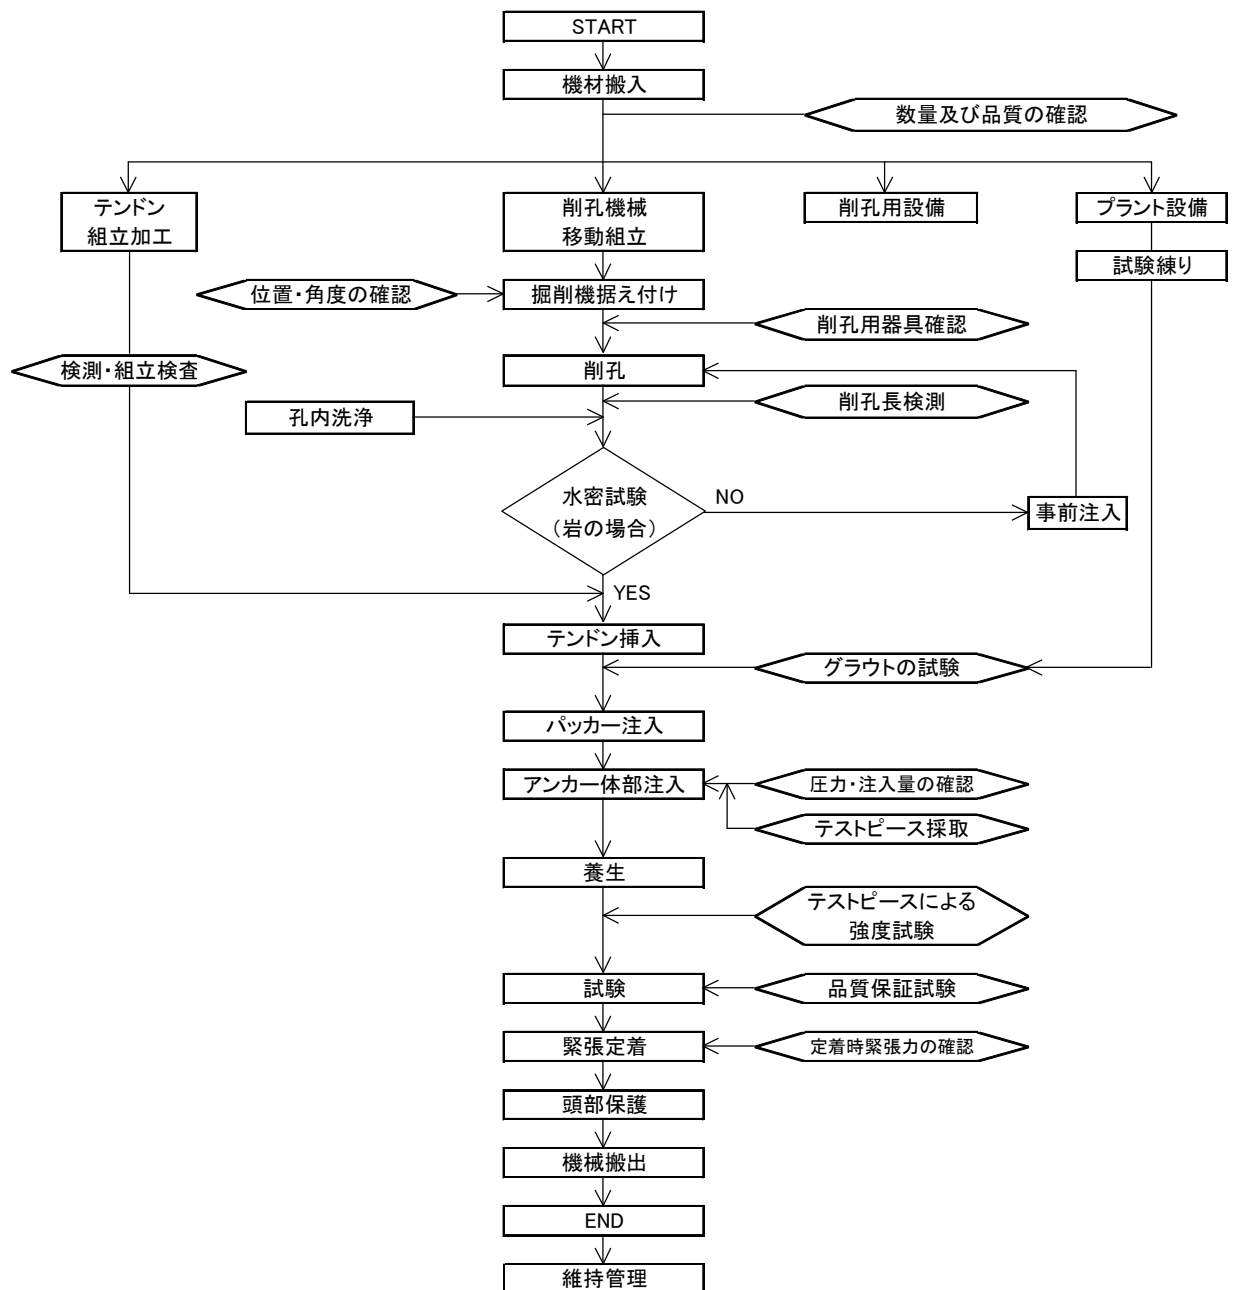 START
機材搬入
数量及び品質の確認
テンドン
組立加工
削孔機械
移動組立
削孔用設備
プラント設備
試験練り
位置・角度の確認
掘削機据え付け
削孔用器具確認
検測・組立検査
削孔
孔内洗浄
削孔長検測
水密試験
（岩の場合）
NO
事前注入
YES
テンドン挿入
グラウトの試験
パッカー注入
アンカー体部注入
圧力・注入量の確認
テストピース採取
養生
テストピースによる
強度試験
試験
品質保証試験
緊張定着
定着時緊張力の確認
頭部保護
機械搬出
END
維持管理